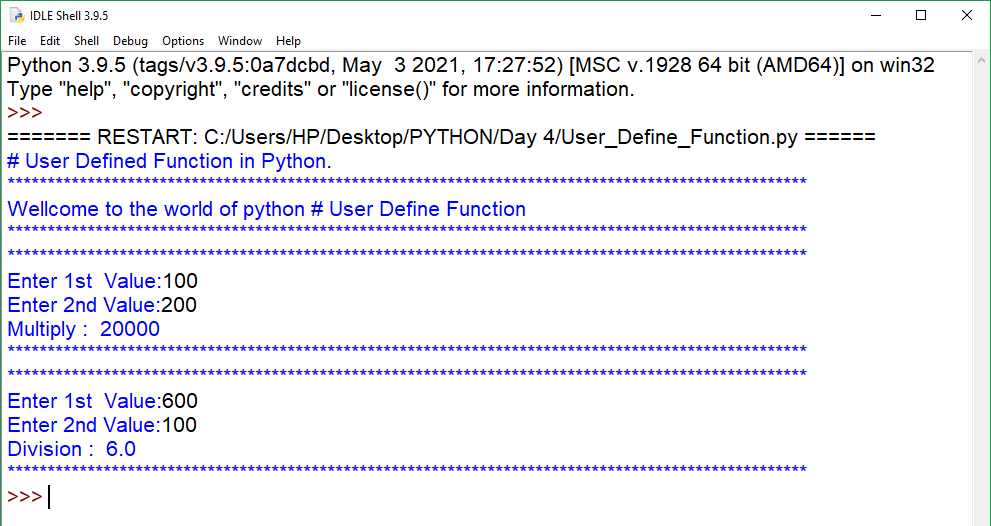 IDLE Shell 3.9.5
File Edit Shell Debug Options Window Help
Python 3.9.5 (tags/v3.9.5:0a7dcbd, May  3 2021, 17:27:52) [MSC v.1928 64 bit (AMD64)] on win32
Type "help", "copyright", "credits" or "license()" for more information.
>>>
======= RESTART: C:/Users/HP/Desktop/PYTHON/Day 4/User_Define_Function.py ======
# User Defined Function in Python.
****************************************************************************************************
Wellcome to the world of python # User Define Function
****************************************************************************************************
****************************************************************************************************
Enter 1st  Value:100
Enter 2nd Value:200
Multiply :  20000
****************************************************************************************************
****************************************************************************************************
Enter 1st  Value:600
Enter 2nd Value:100
Division :  6.0
****************************************************************************************************
>>>